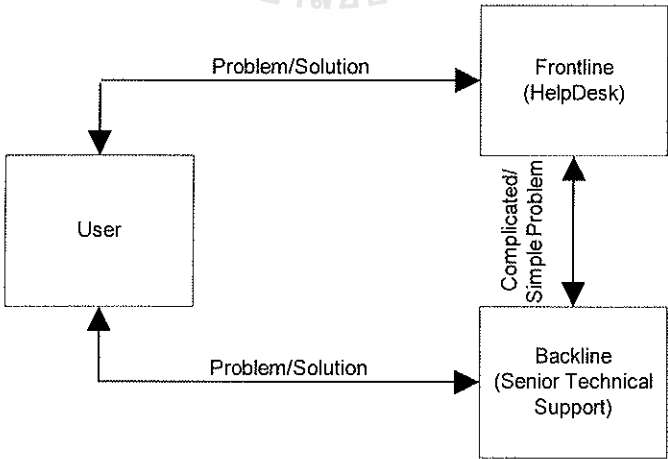 Problem/Solution
Frontline
(HelpDesk)
User
Complicated/
Simple Problem
Problem/Solution
Backline
(Senior Technical
Support)